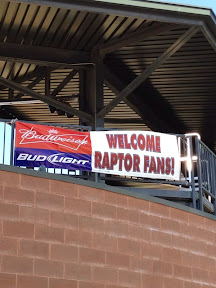 Budweiser
BUD LIGHT
WELCOME
RAPTOR FANS!